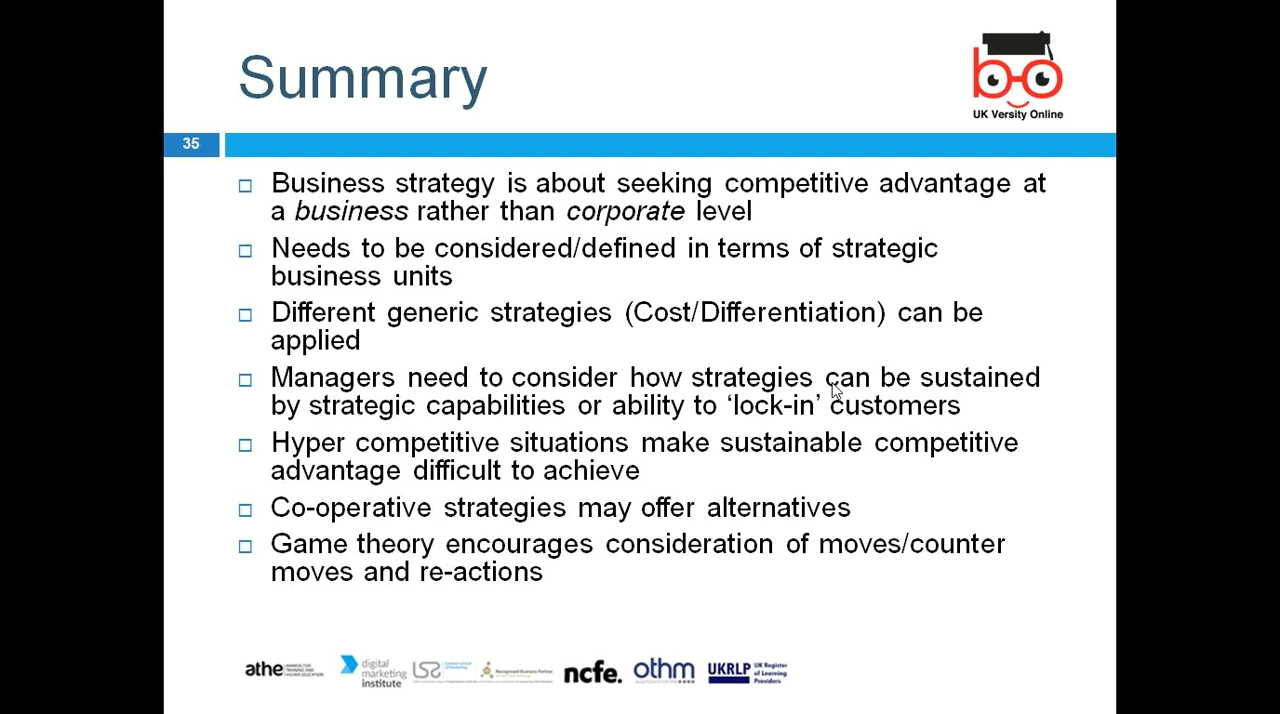 Summary
UK Versity Online
35
Business strategy is about seeking competitive advantage at
a business rather than corporate level
Needs to be considered/defined in terms of strategic
business units
Different generic strategies (Cost/Differentiation) can be
applied
Managers need to consider how strategies can be sustained
by strategic capabilities or ability to ‘lock-in’ customers
Hyper competitive situations make sustainable competitive
advantage difficult to achieve
Co-operative strategies may offer alternatives
Game theory encourages consideration of moves/counter
moves and re-actions
athe
digital
marketing
institute
Recognised Business Partner
ncfe.
othm
UKRLP
UK Register
of Learning
Providers